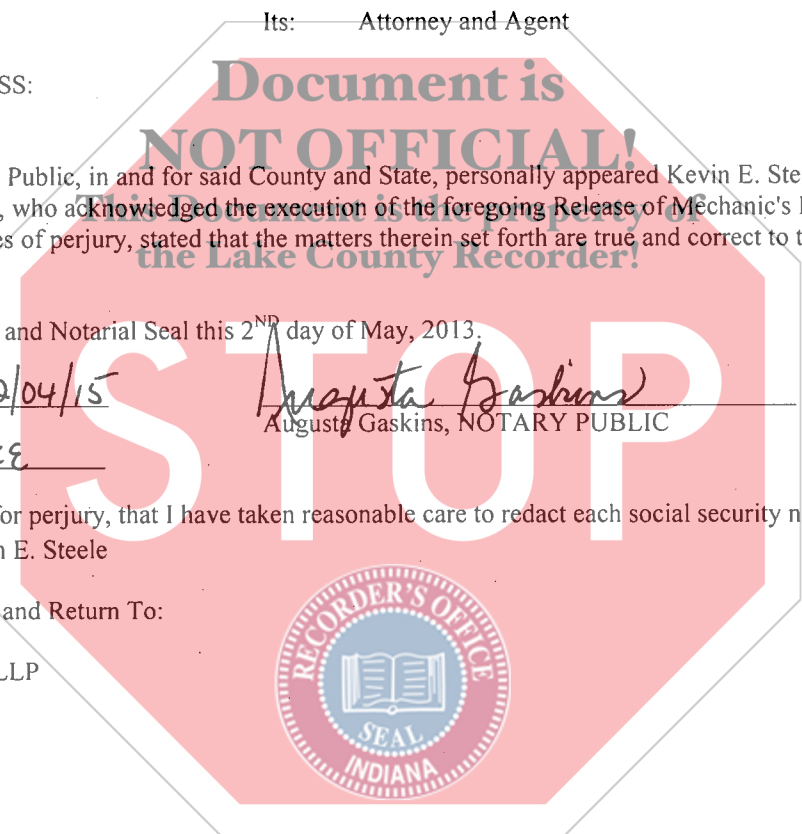 Its: Attorney and Agent
SS:
Document is
NOT OFFICIAL!
Public, in and for said County and State, personally appeared Kevin E. Ste
This Document is the property of
, who acknowledged the execution of the foregoing Release of Mechanic's
es of perjury, stated that the matters therein set forth are true and correct to t
the Lake County Recorder!
and Notarial Seal this 2ND day of May, 2013.
STOP
/04/15
Augusta Gaskins
Augusta Gaskins, NOTARY PUBLIC
for perjury, that I have taken reasonable care to redact each social security n
E. Steele
and Return To:
LLP
RECORDER'S OFFICE
SEAL
INDIANA